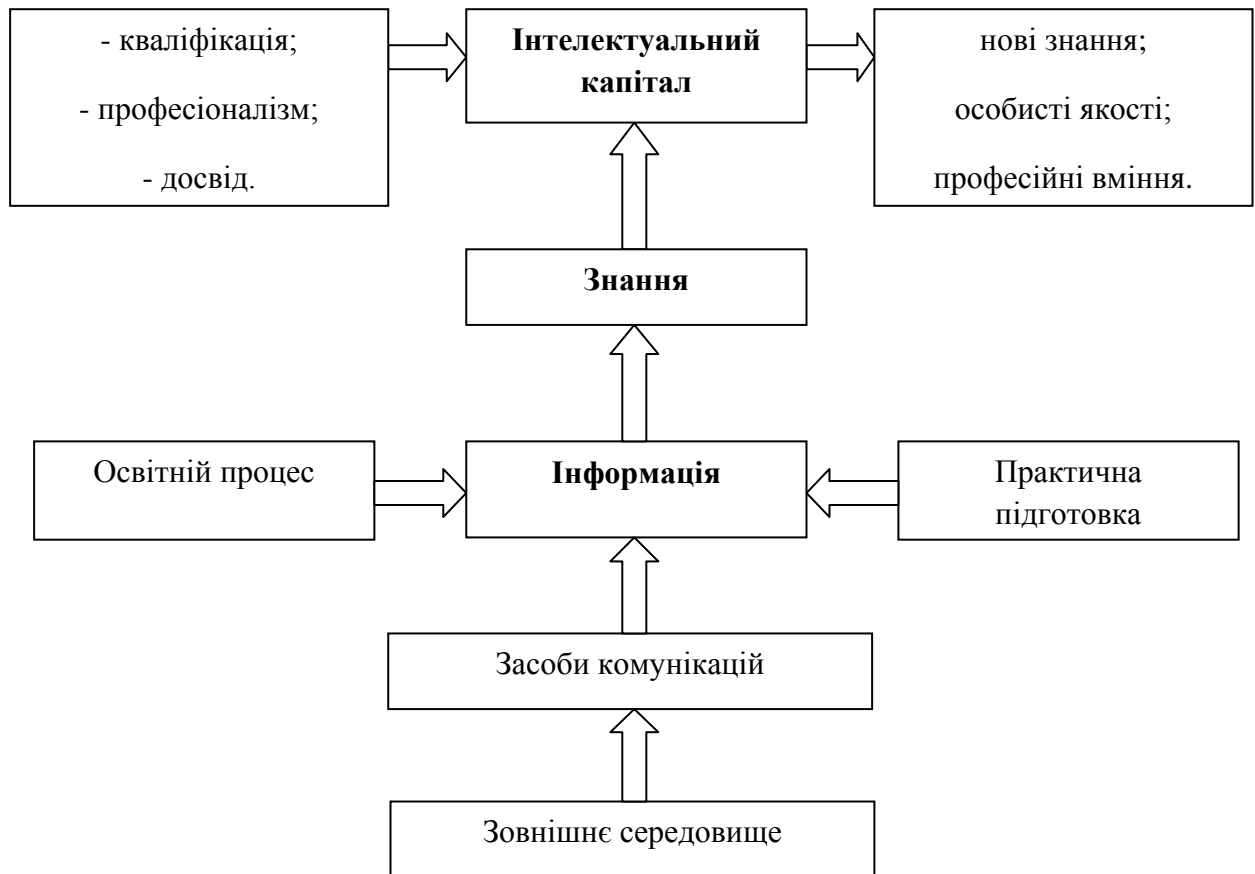 - кваліфікація;
- професіоналізм;
- досвід.
Інтелектуальний
капітал
нові знання;
особисті якості;
професійні вміння.
Знання
Освітній процес
Інформація
Практична
підготовка
Засоби комунікацій
Зовнішнє середовище